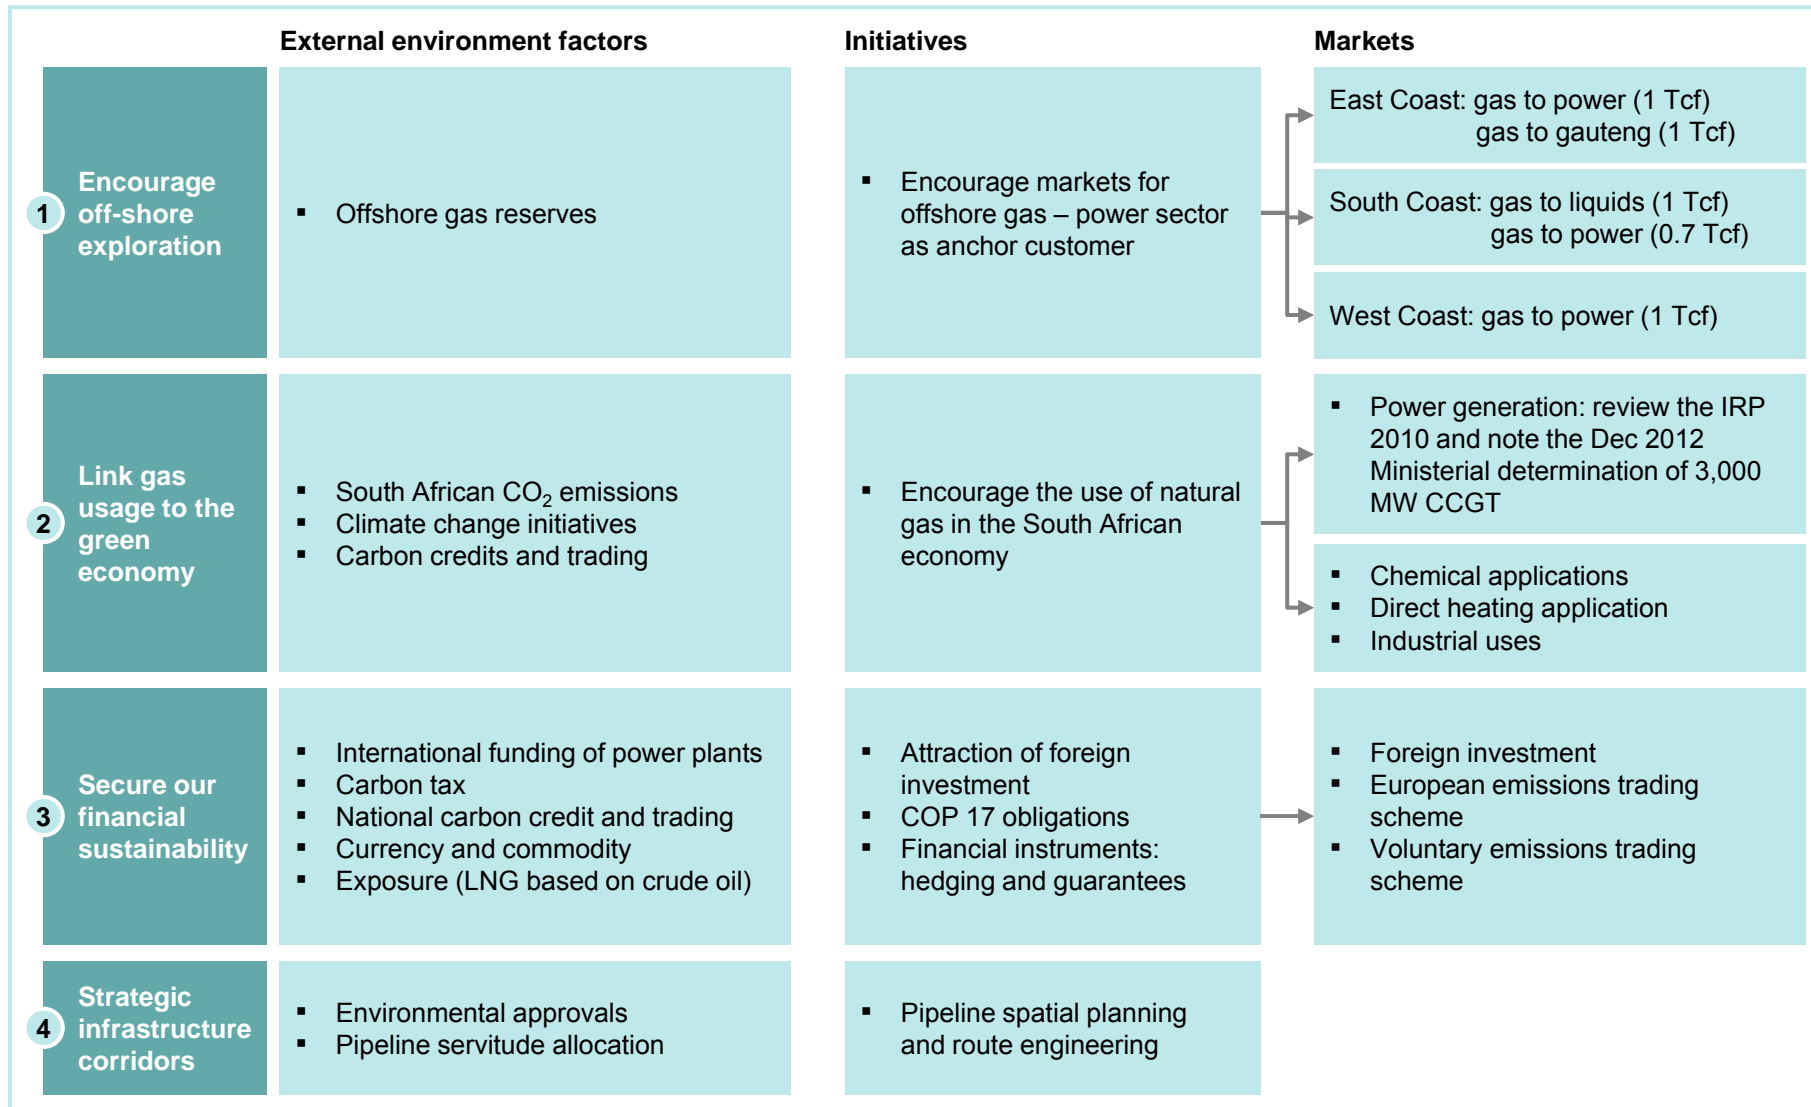 External environment factors
Initiatives
Markets
1
Encourage
off-shore
exploration
▪ Offshore gas reserves
▪ Encourage markets for
offshore gas – power sector
as anchor customer
East Coast: gas to power (1 Tcf)
gas to gauteng (1 Tcf)
South Coast: gas to liquids (1 Tcf)
gas to power (0.7 Tcf)
West Coast: gas to power (1 Tcf)
2
Link gas
usage to the
green
economy
▪ South African CO₂ emissions
▪ Climate change initiatives
▪ Carbon credits and trading
▪ Encourage the use of natural
gas in the South African
economy
▪ Power generation: review the IRP
2010 and note the Dec 2012
Ministerial determination of 3,000
MW CCGT
▪ Chemical applications
▪ Direct heating application
▪ Industrial uses
3
Secure our
financial
sustainability
▪ International funding of power plants
▪ Carbon tax
▪ National carbon credit and trading
▪ Currency and commodity
▪ Exposure (LNG based on crude oil)
▪ Attraction of foreign
investment
▪ COP 17 obligations
▪ Financial instruments:
hedging and guarantees
▪ Foreign investment
▪ European emissions trading
scheme
▪ Voluntary emissions trading
scheme
4
Strategic
infrastructure
corridors
▪ Environmental approvals
▪ Pipeline servitude allocation
▪ Pipeline spatial planning
and route engineering